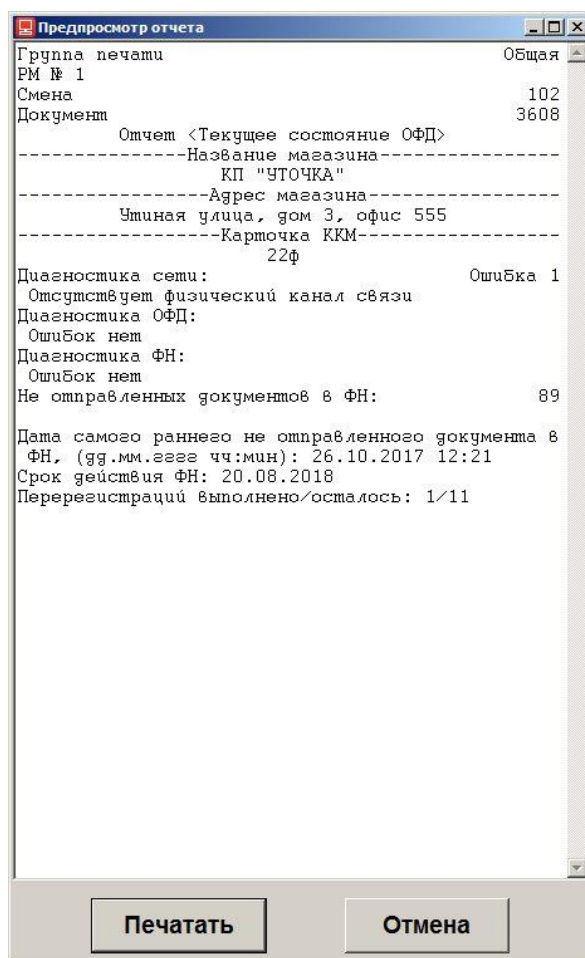 Предпросмотр отчета
Группа печати Общая
РМ № 1
Смена 102
Документ 3608
Отчет <Текущее состояние ОФД>
---------------Название магазина----------------
КП "УТОЧКА"
-----------------Адрес магазина-----------------
Утиная улица, дом 3, офис 555
------------------Карточка ККМ------------------
22ф
Диагностика сети: Ошибка 1
Отсутствует физический канал связи
Диагностика ОФД:
Ошибок нет
Диагностика ФН:
Ошибок нет
Не отправленных документов в ФН: 89
Дата самого раннего не отправленного документа в
ФН, (дд.мм.гггг чч:мин): 26.10.2017 12:21
Срок действия ФН: 20.08.2018
Перерегистраций выполнено/осталось: 1/11
Печатать Отмена